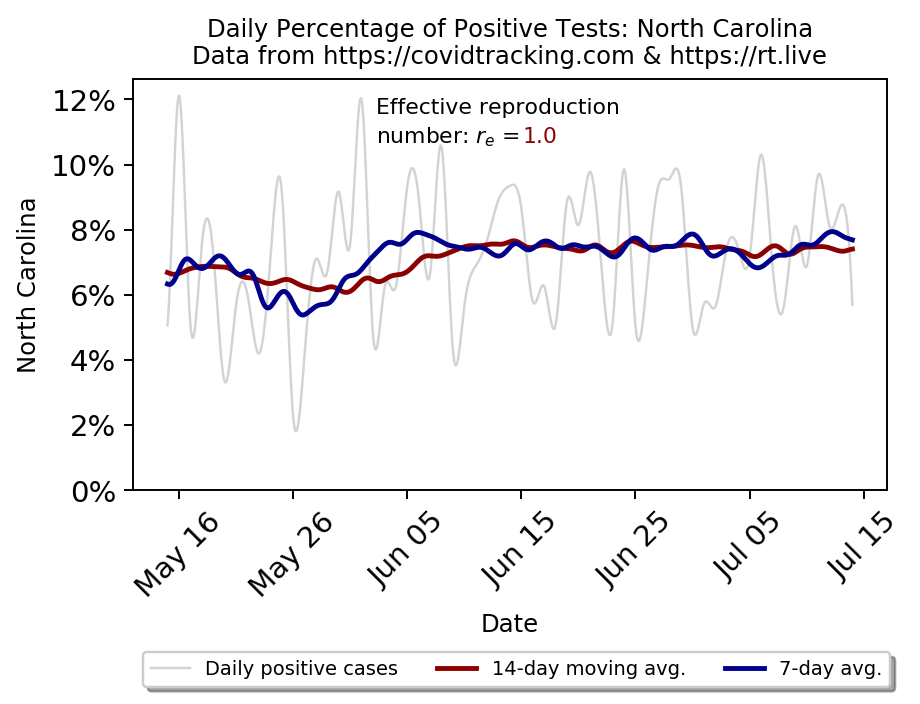 Daily Percentage of Positive Tests: North Carolina
Data from https://covidtracking.com & https://rt.live
Effective reproduction
number: rₑ =1.0
12%
10%
8%
6%
4%
2%
0%
North Carolina
May 16
May 26
Jun 05
Jun 15
Jun 25
Jul 05
Jul 15
Date
Daily positive cases
14-day moving avg.
7-day avg.